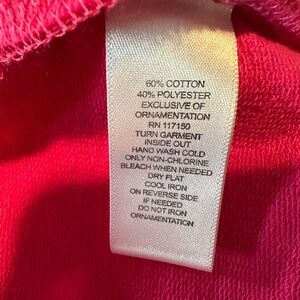 60% COTTON
40% POLYESTER
EXCLUSIVE OF
ORNAMENTATION
RN 117150
TURN GARMENT
INSIDE OUT
HAND WASH COLD
ONLY NON-CHLORINE
BLEACH WHEN NEEDED
DRY FLAT
COOL IRON
ON REVERSE SIDE
IF NEEDED
DO NOT IRON
ORNAMENTATION